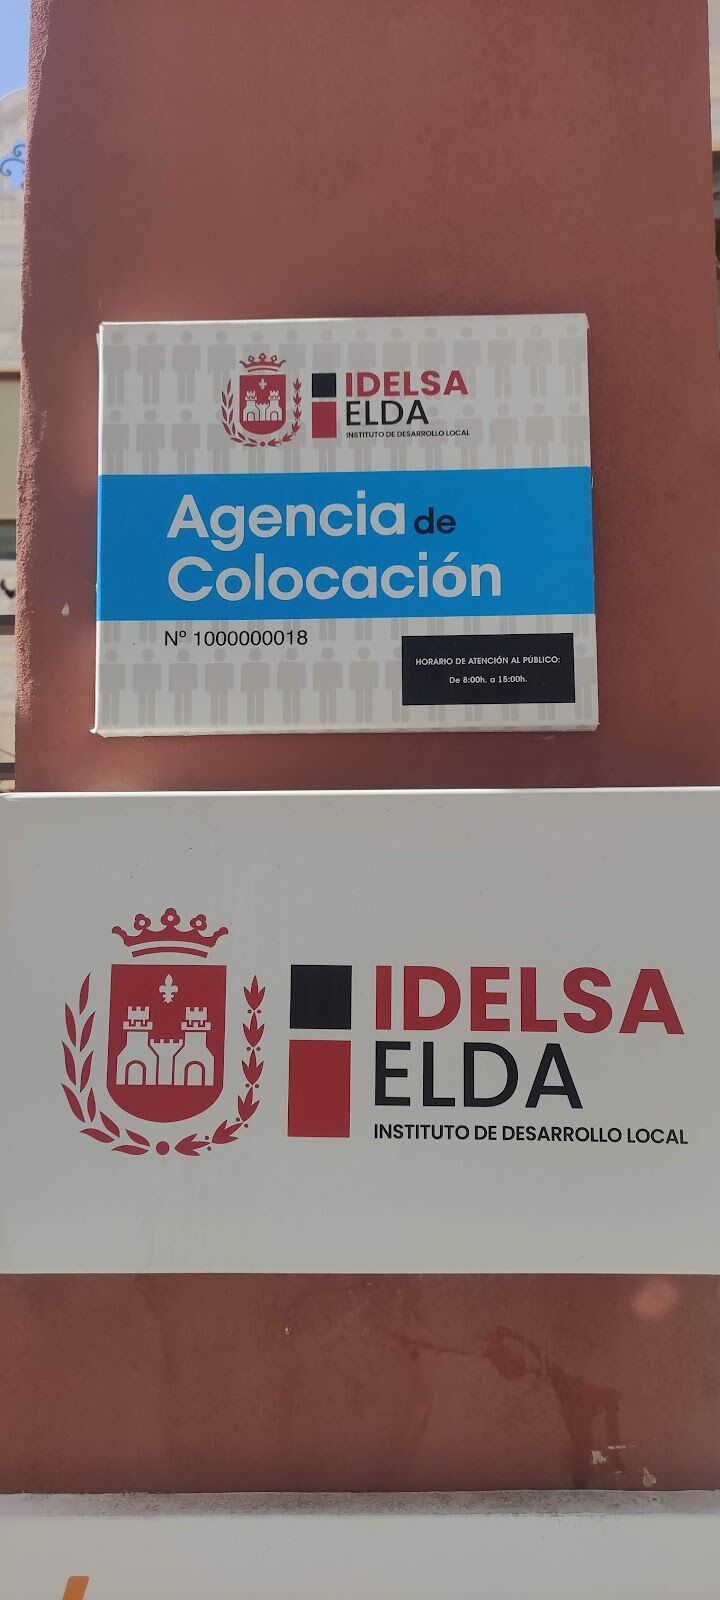 IDELSA
ELDA
INSTITUTO DE DESARROLLO LOCAL
Agencia de
Colocación
Nº 1000000018
HORARIO DE ATENCIÓN AL PÚBLICO:
De 8:00h. a 15:00h.
IDELSA
ELDA
INSTITUTO DE DESARROLLO LOCAL